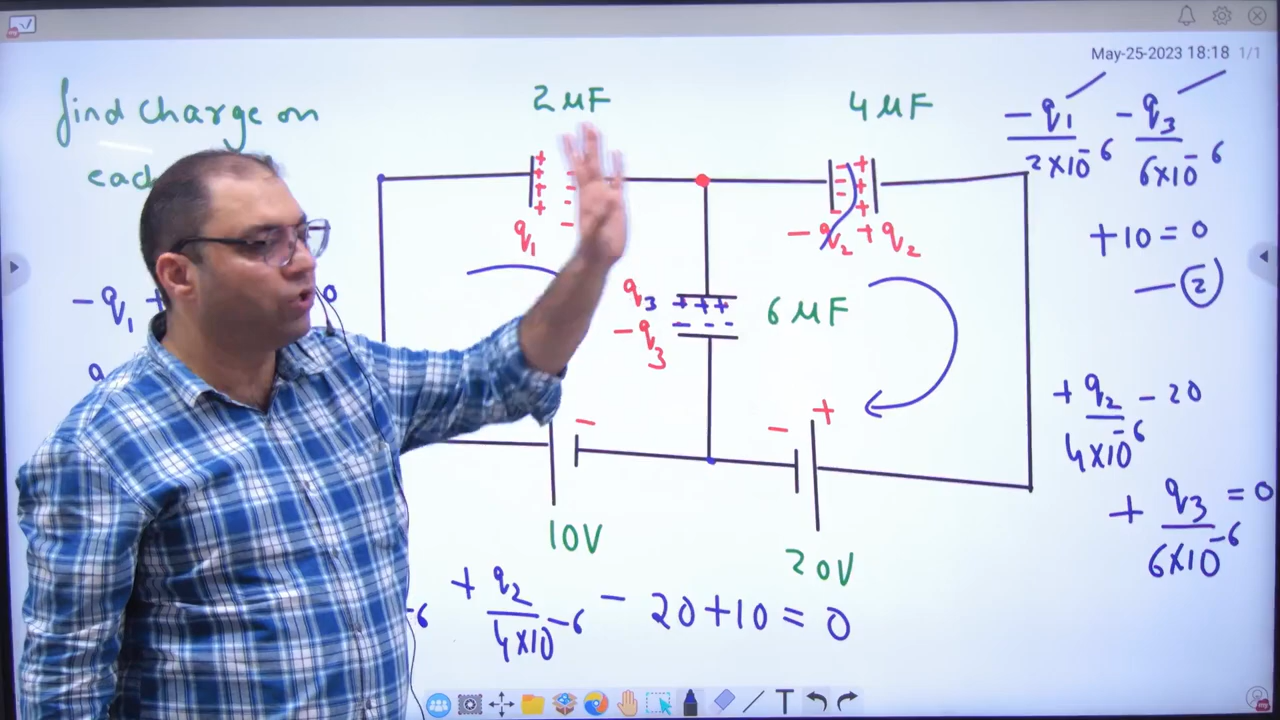 May-25-2023 18:18 1/1
find charge on
each
2 μF
4 μF
+ + + +
- - -
+ + + +
q₁
- q₂ + q₂
q₃ + + +
- q₃ - - -
6 μF
- q₁ +
0
- q₁/2×10⁻⁶ - q₃/6×10⁻⁶
+10 = 0
— ②
+ q₂/4×10⁻⁶ - 20
+ q₃/6×10⁻⁶ = 0
-
- +
10V
20V
-6 + q₂/4×10⁻⁶ - 20+10 = 0
T